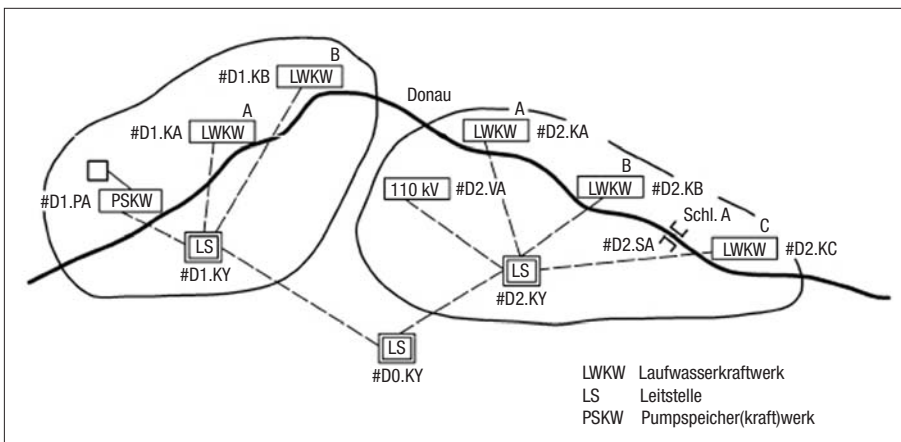 B
#D1.KB LWKW
Donau
A
#D1.KA LWKW
A
LWKW #D2.KA
#D1.PA PSKW
110 kV #D2.VA
B
LWKW #D2.KB
Schl. A
LS
#D1.KY
#D2.SA
C
LWKW #D2.KC
LS
#D2.KY
LS
#D0.KY
LWKW Laufwasserkraftwerk
LS Leitstelle
PSKW Pumpspeicher(kraft)werk